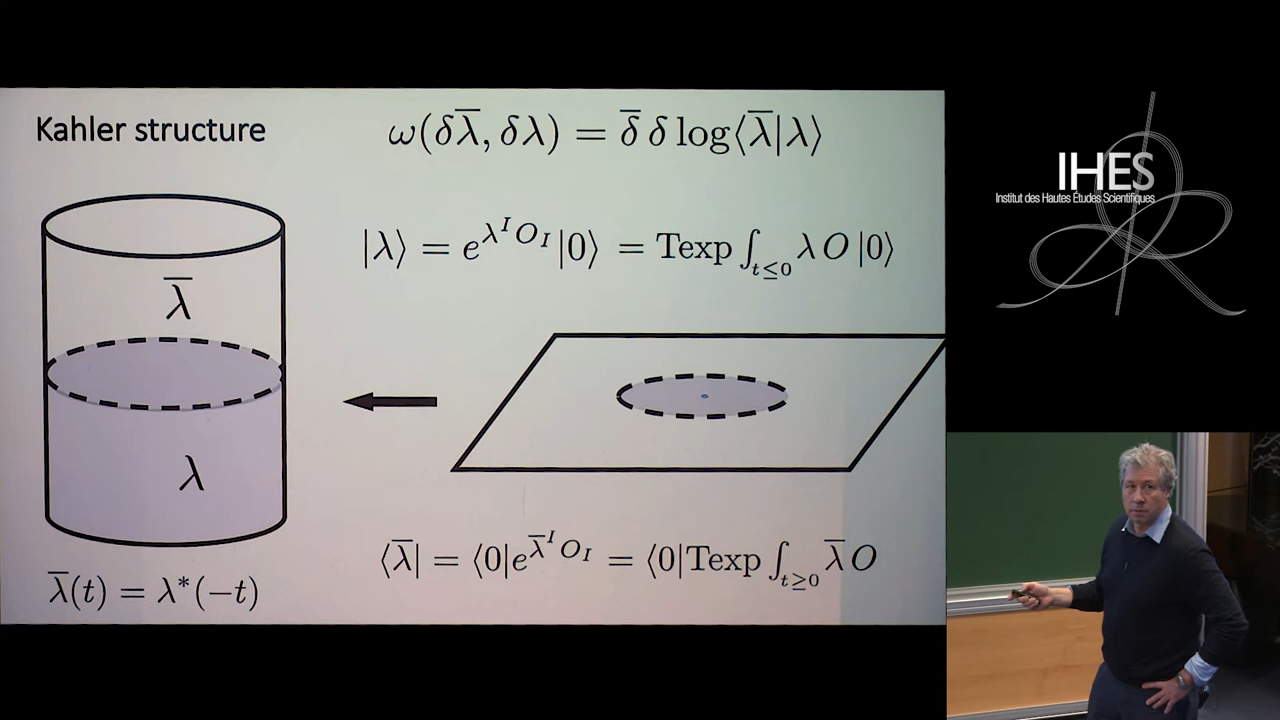 Kahler structure
ω(δλ̅, δλ) = δ̅ δ log⟨λ̅|λ⟩
|λ⟩ = e^{λ^I O_I}|0⟩ = Texp ∫_{t≤0} λ O |0⟩
λ̅
λ
⟨λ̅| = ⟨0|e^{λ̅^I O_I} = ⟨0|Texp ∫_{t≥0} λ̅ O
λ̅(t) = λ*(−t)
IHES
Institut des Hautes Études Scientifiques